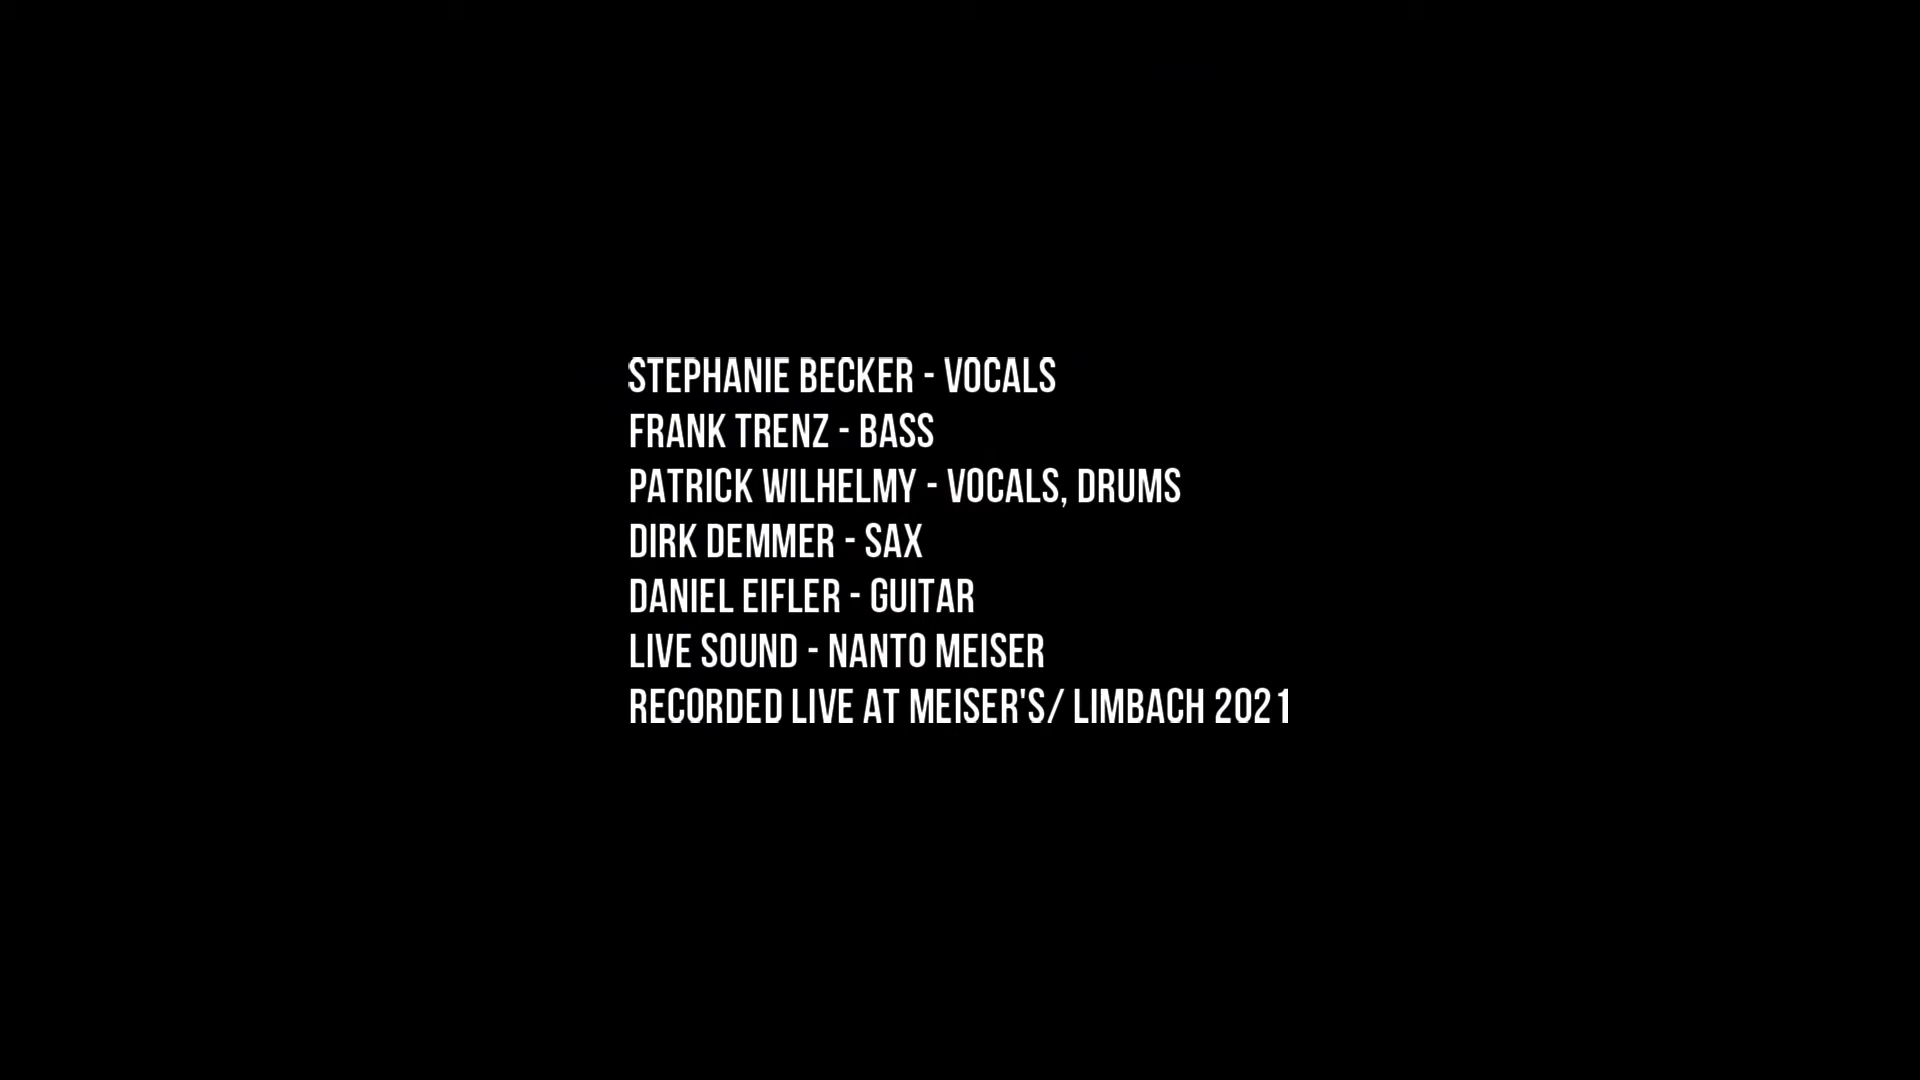 STEPHANIE BECKER - VOCALS
FRANK TRENZ - BASS
PATRICK WILHELMY - VOCALS, DRUMS
DIRK DEMMER - SAX
DANIEL EIFLER - GUITAR
LIVE SOUND - NANTO MEISER
RECORDED LIVE AT MEISER'S/ LIMBACH 2021